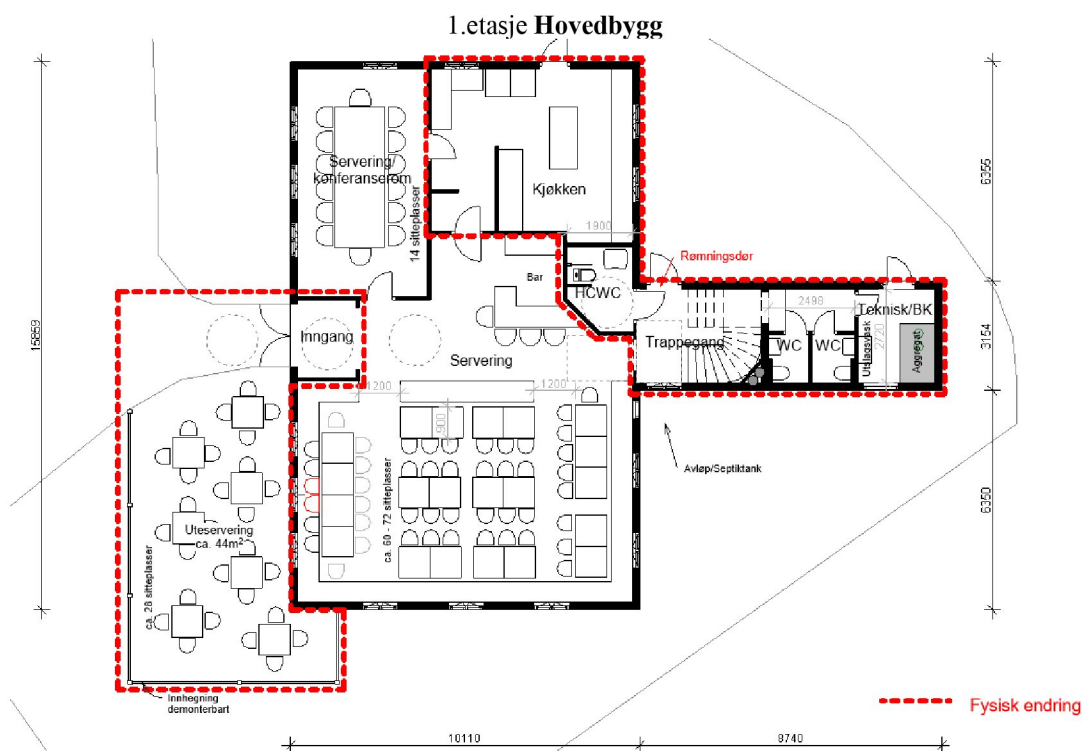 1.etasje Hovedbygg
Servering/
konferanserom
14 sitteplasser
Kjøkken
1900
Rømningsdør
Bar
HCWC
Inngang
Servering
Trappegang
2498
WC
WC
Teknisk/BK
Utslagsvask
2720
Aggregat
1200
1200
900
ca. 60 - 72 sitteplasser
Avløp/Septiktank
Uteservering
ca. 44m²
ca. 28 sitteplasser
Innhegning
demonterbart
15859
6355
3154
6350
10110
8740
Fysisk endring